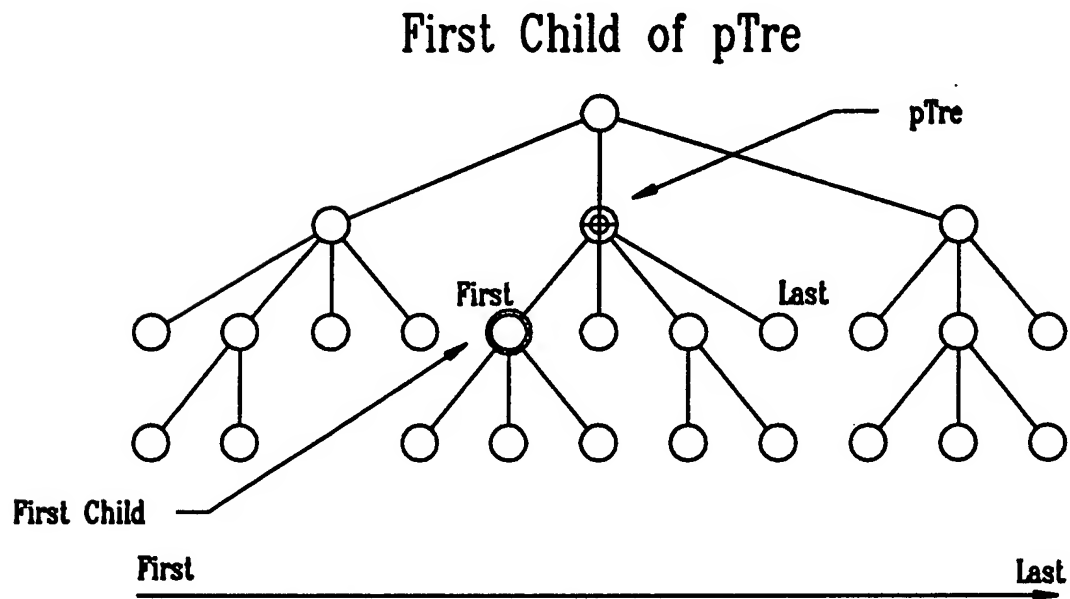 First Child of pTre
pTre
First
Last
First Child
First
Last